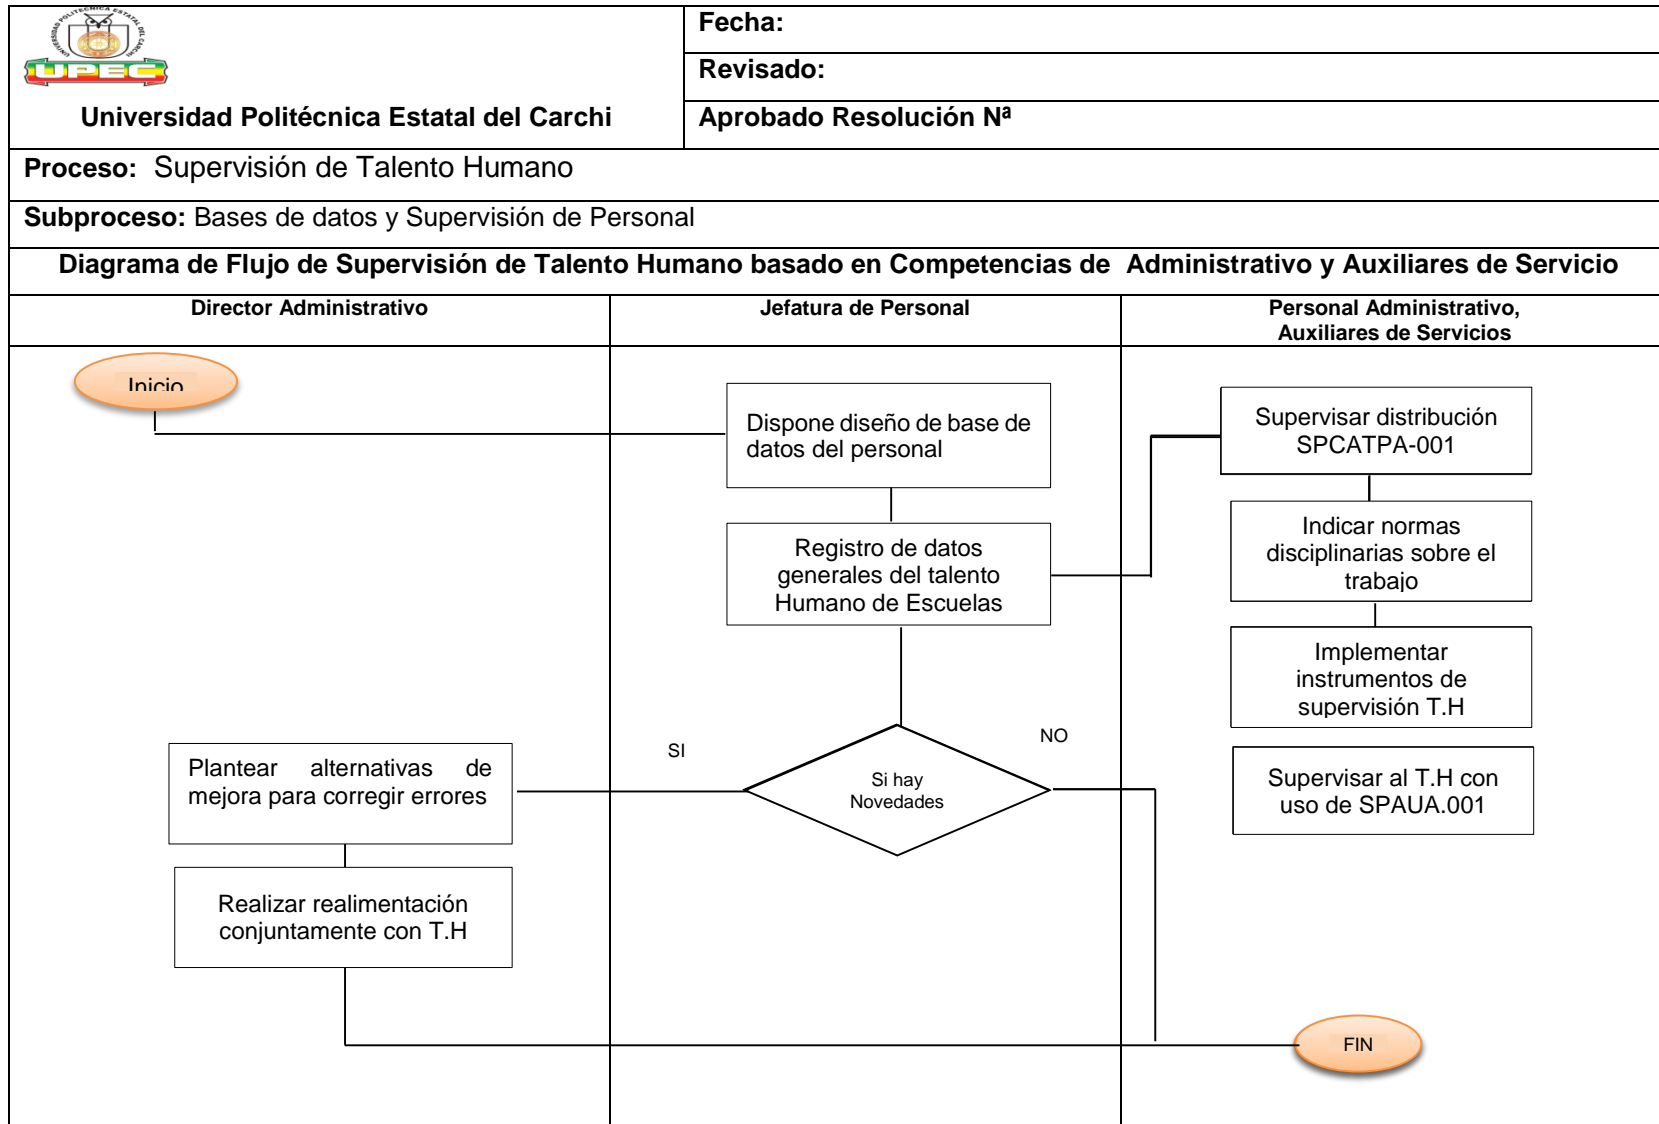 UNIVERSIDAD POLITECNICA ESTATAL DEL CARCHI
UPEC
Universidad Politécnica Estatal del Carchi
Fecha:
Revisado:
Aprobado Resolución Nª
Proceso: Supervisión de Talento Humano
Subproceso: Bases de datos y Supervisión de Personal
Diagrama de Flujo de Supervisión de Talento Humano basado en Competencias de Administrativo y Auxiliares de Servicio
Director Administrativo
Jefatura de Personal
Personal Administrativo,
Auxiliares de Servicios
Inicio
Dispone diseño de base de
datos del personal
Supervisar distribución
SPCATPA-001
Registro de datos
generales del talento
Humano de Escuelas
Indicar normas
disciplinarias sobre el
trabajo
Implementar
instrumentos de
supervisión T.H
SI
NO
Si hay
Novedades
Plantear alternativas de
mejora para corregir errores
Supervisar al T.H con
uso de SPAUA.001
Realizar realimentación
conjuntamente con T.H
FIN